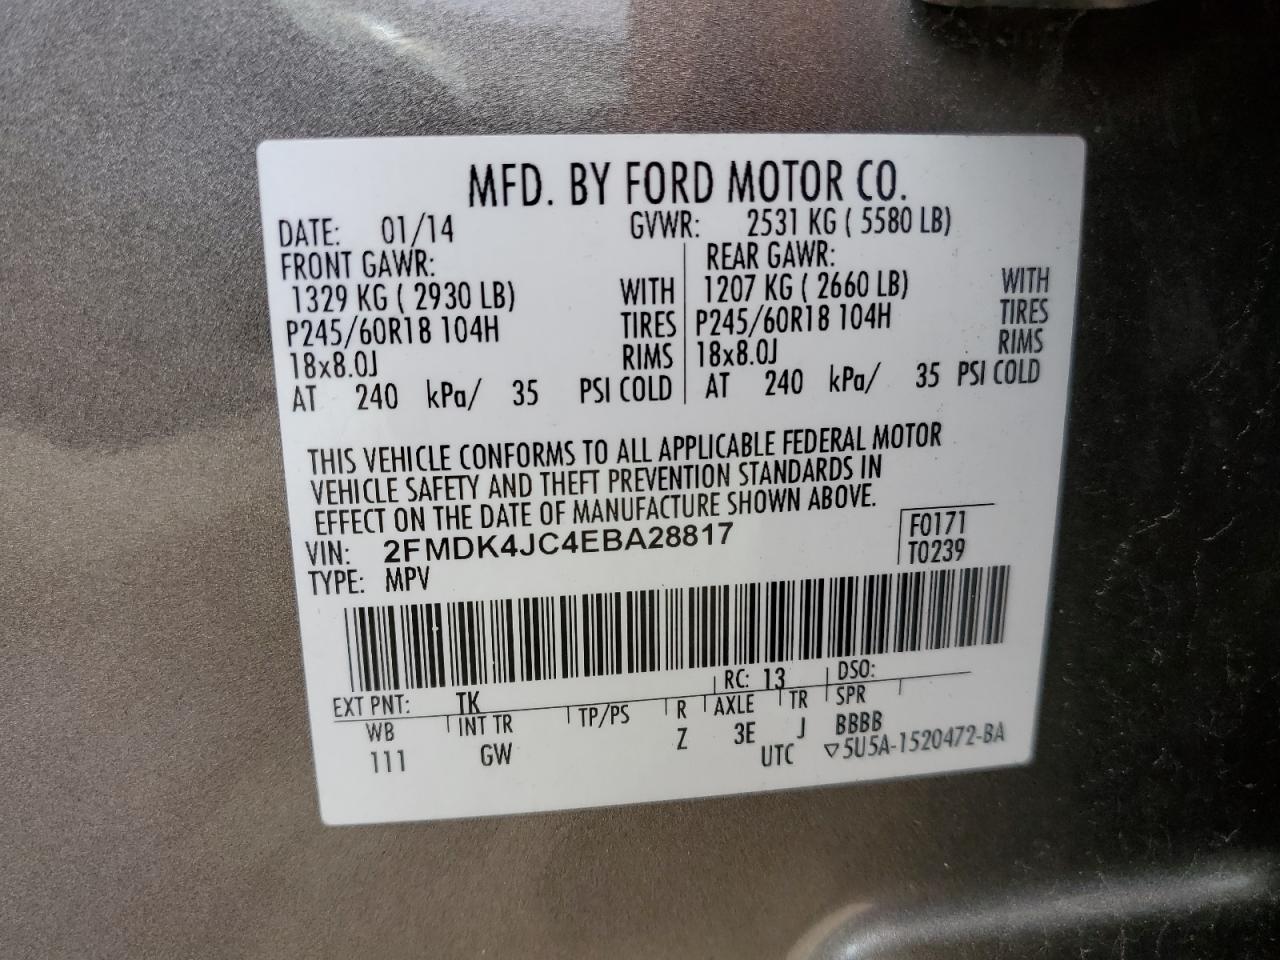 MFD. BY FORD MOTOR CO.
DATE: 01/14 GVWR: 2531 KG ( 5580 LB)
FRONT GAWR: REAR GAWR:
1329 KG ( 2930 LB) WITH 1207 KG ( 2660 LB) WITH
P245/60R18 104H TIRES P245/60R18 104H TIRES
18x8.0J RIMS 18x8.0J RIMS
AT 240 kPa/ 35 PSI COLD AT 240 kPa/ 35 PSI COLD
THIS VEHICLE CONFORMS TO ALL APPLICABLE FEDERAL MOTOR
VEHICLE SAFETY AND THEFT PREVENTION STANDARDS IN
EFFECT ON THE DATE OF MANUFACTURE SHOWN ABOVE.
VIN: 2FMDK4JC4EBA28817 F0171
TYPE: MPV T0239
EXT PNT: TK RC: 13 DSO:
WB INT TR TP/PS R AXLE TR SPR
111 GW Z 3E J BBBB
UTC ▽5U5A-1520472-BA